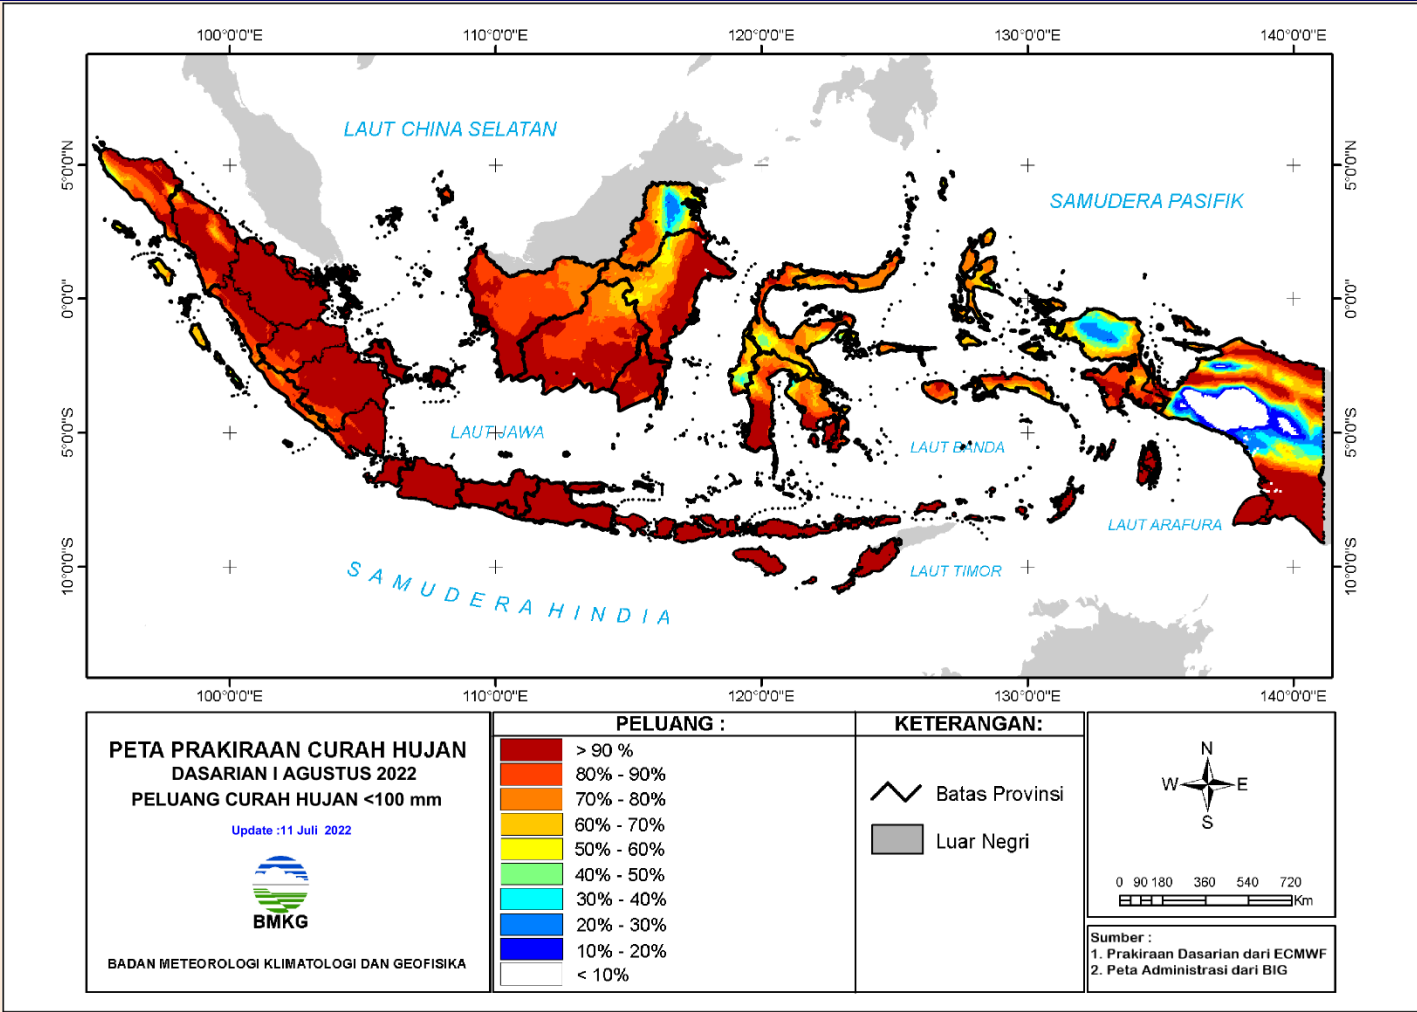 100°0'0"E 110°0'0"E 120°0'0"E 130°0'0"E 140°0'0"E
5°0'0"N 5°0'0"N
0°0'0" 0°0'0"
5°0'0"S 5°0'0"S
10°0'0"S 10°0'0"S
LAUT CHINA SELATAN
SAMUDERA PASIFIK
LAUT JAWA
LAUT BANDA
LAUT ARAFURA
LAUT TIMOR
SAMUDERA HINDIA
100°0'0"E 110°0'0"E 120°0'0"E 130°0'0"E 140°0'0"E
PETA PRAKIRAAN CURAH HUJAN
DASARIAN I AGUSTUS 2022
PELUANG CURAH HUJAN <100 mm
Update :11 Juli 2022
BMKG
BADAN METEOROLOGI KLIMATOLOGI DAN GEOFISIKA
PELUANG :
> 90 %
80% - 90%
70% - 80%
60% - 70%
50% - 60%
40% - 50%
30% - 40%
20% - 30%
10% - 20%
< 10%
KETERANGAN:
Batas Provinsi
Luar Negri
N
W E
S
0 90 180 360 540 720
Km
Sumber :
1. Prakiraan Dasarian dari ECMWF
2. Peta Administrasi dari BIG